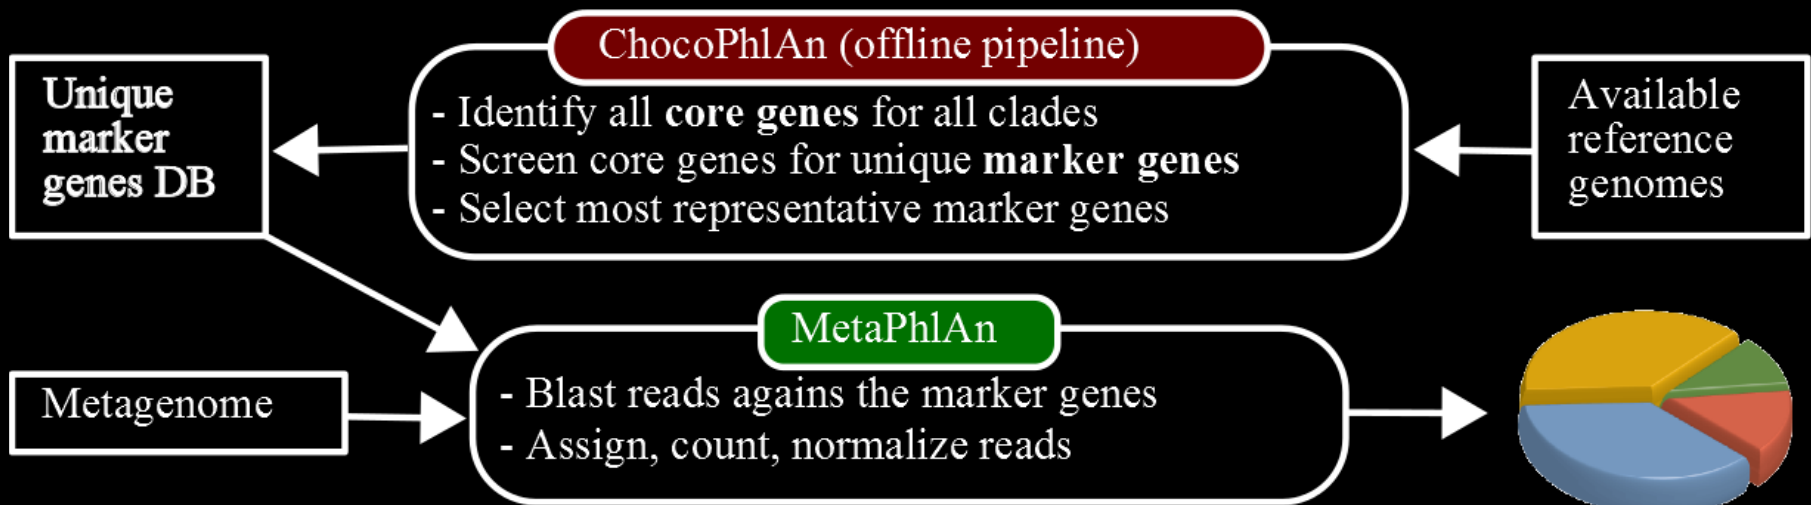 ChocoPhlAn (offline pipeline)
Unique
marker
genes DB
- Identify all core genes for all clades
- Screen core genes for unique marker genes
- Select most representative marker genes
Available
reference
genomes
MetaPhlAn
Metagenome
- Blast reads agains the marker genes
- Assign, count, normalize reads